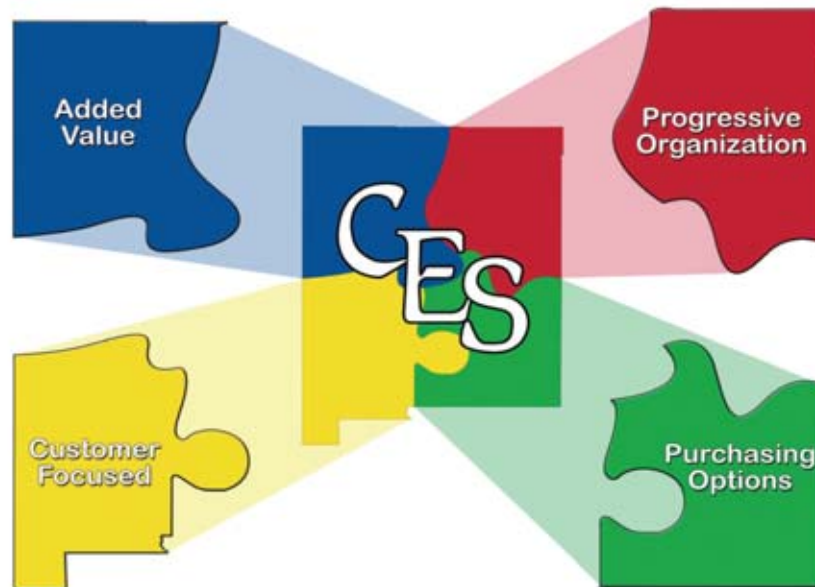 Added
Value
Progressive
Organization
CES
Customer
Focused
Purchasing
Options